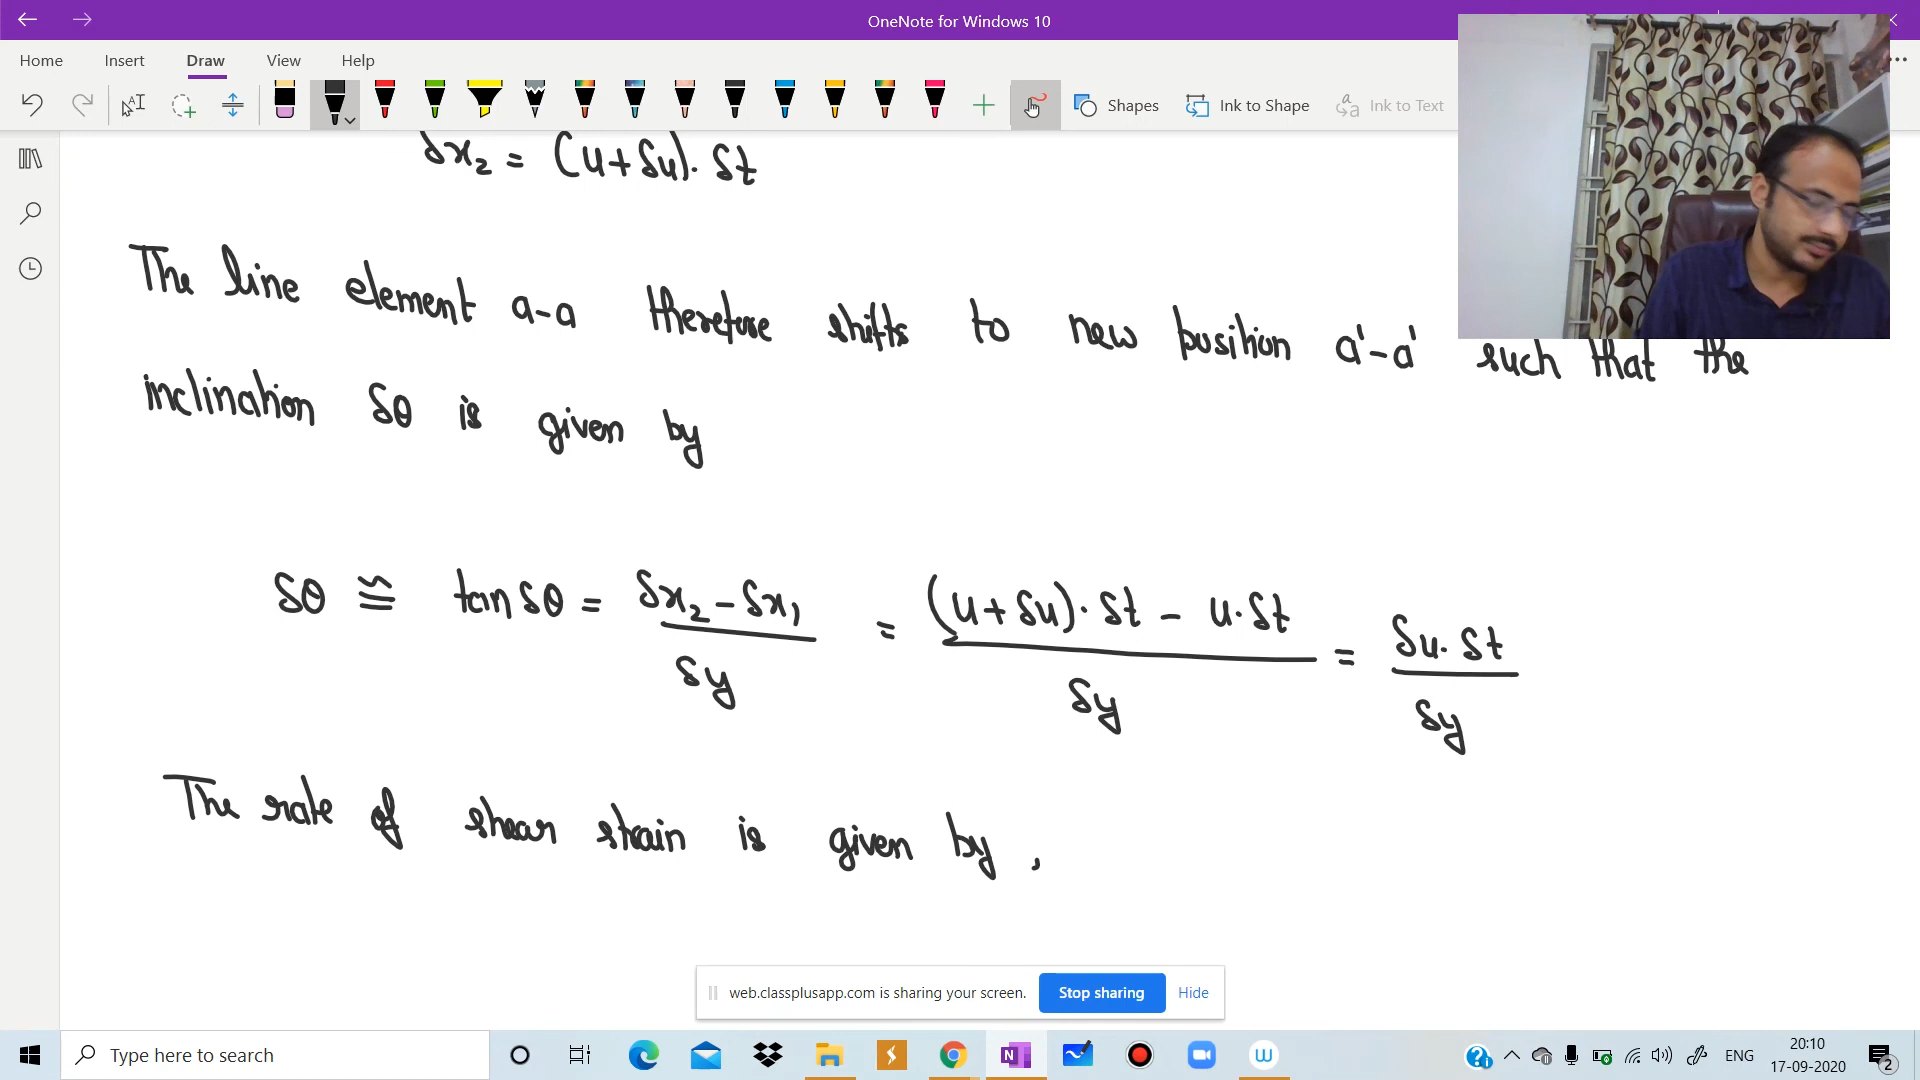 OneNote for Windows 10
Home Insert Draw View Help
Shapes Ink to Shape Ink to Text
δx₂ = (u+δu)·δt
The line element a-a therefore shifts to new position a'-a' such that the
inclination δθ is given by
δθ ≅ tan δθ = δx₂-δx₁/δy = (u+δu)·δt - u·δt/δy = δu·δt/δy
The rate of shear strain is given by,
web.classplusapp.com is sharing your screen. Stop sharing Hide
Type here to search
ENG
20:10
17-09-2020
2